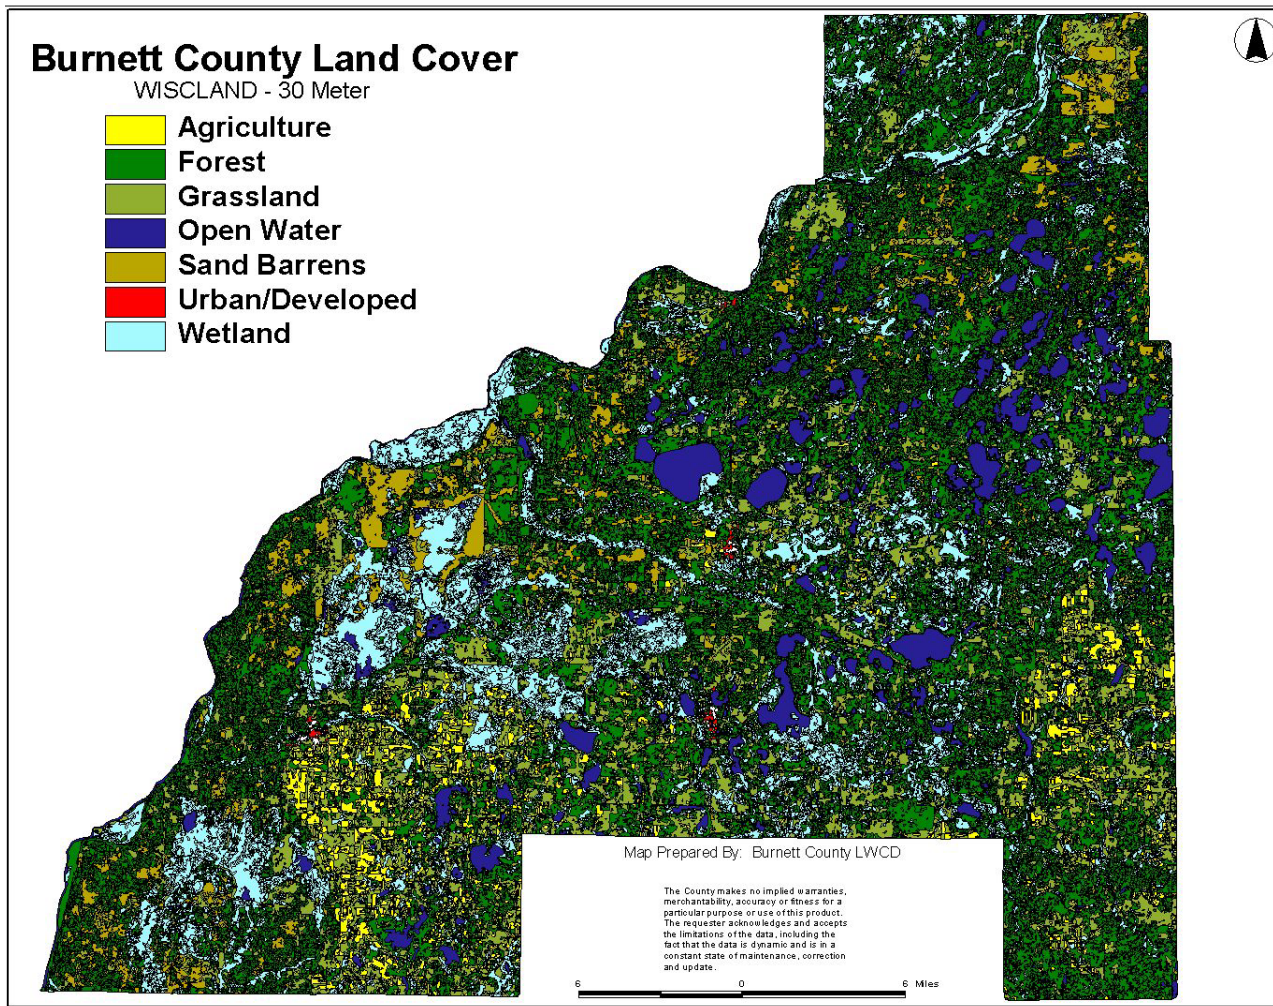 Burnett County Land Cover
WISCLAND - 30 Meter
Agriculture
Forest
Grassland
Open Water
Sand Barrens
Urban/Developed
Wetland
Map Prepared By: Burnett County LWCD
The County makes no implied warranties,
merchantability, accuracy or fitness for a
particular purpose or use of this product.
The requester acknowledges and accepts
the limitations of the data, including the
fact that the data is dynamic and is in a
constant state of maintenance, correction
and update.
6 0 6 Miles